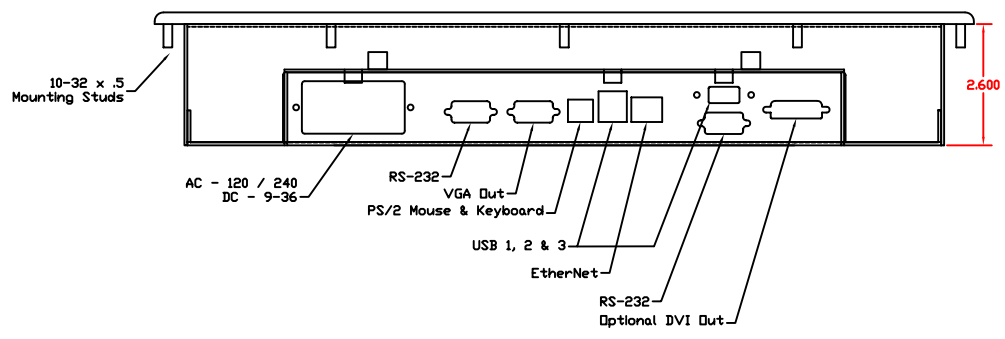 10-32 x .5
Mounting Studs
2.600
AC - 120 / 240
DC - 9-36
RS-232
VGA Out
PS/2 Mouse & Keyboard
USB 1, 2 & 3
EtherNet
RS-232
Optional DVI Out